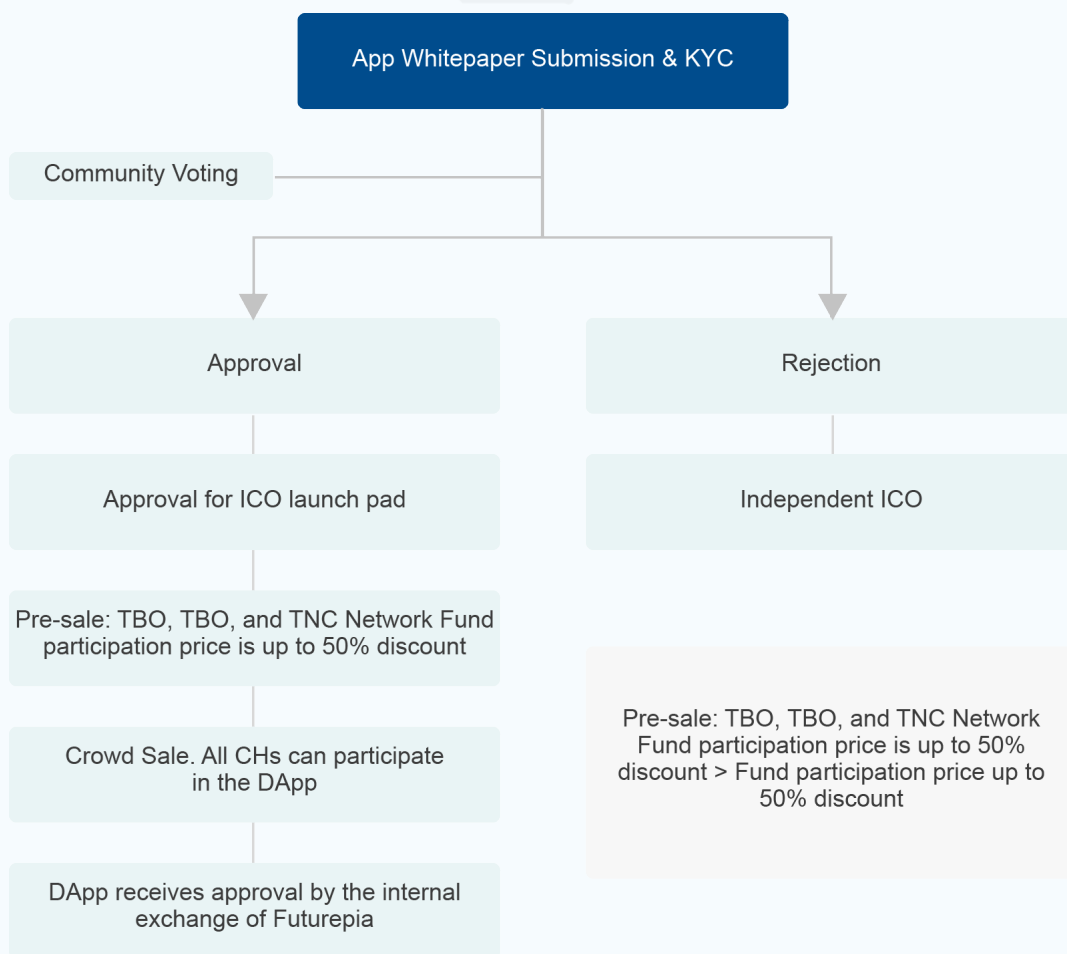 App Whitepaper Submission & KYC
Community Voting
Approval
Rejection
Approval for ICO launch pad
Independent ICO
Pre-sale: TBO, TBO, and TNC Network Fund
participation price is up to 50% discount
Crowd Sale. All CHs can participate
in the DApp
DApp receives approval by the internal
exchange of Futurepia
Pre-sale: TBO, TBO, and TNC Network
Fund participation price is up to 50%
discount > Fund participation price up to
50% discount